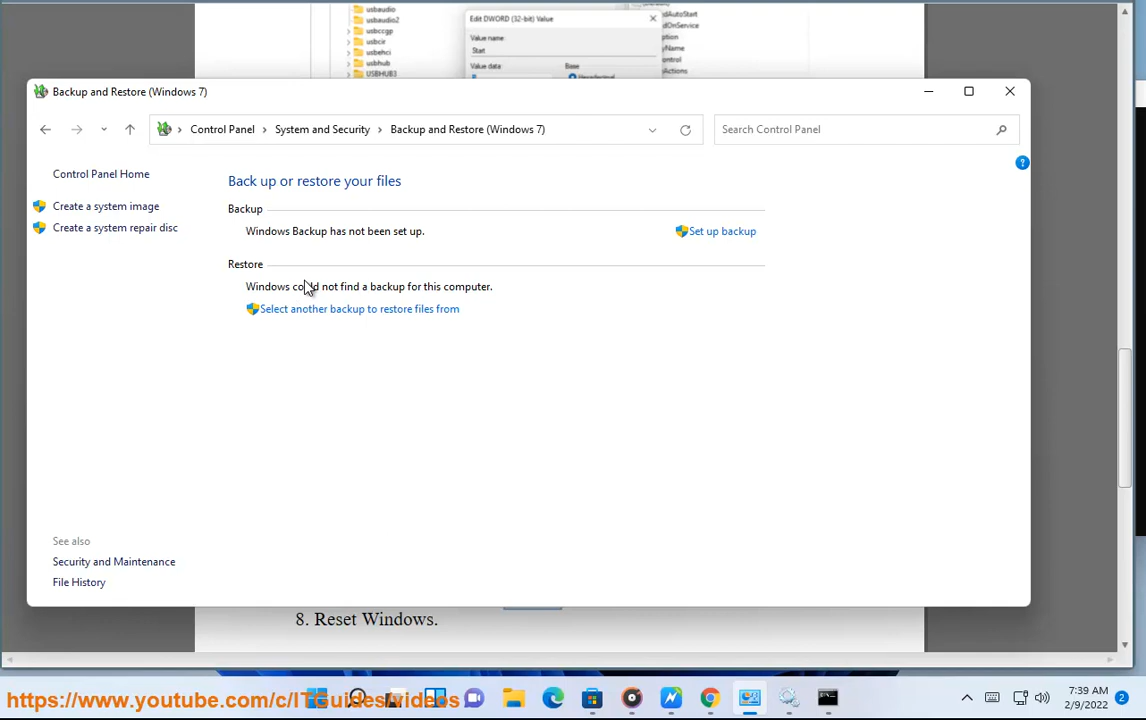 usbaudio
usbaudio2
usbccgp
usbcir
usbehci
usbhub
USBHUB3
Edit DWORD (32-bit) Value
Value name:
Start
Value data:
Base
Hexadecimal
Backup and Restore (Windows 7)
Control Panel > System and Security > Backup and Restore (Windows 7)
Search Control Panel
Control Panel Home
Create a system image
Create a system repair disc
Back up or restore your files
Backup
Windows Backup has not been set up.
Set up backup
Restore
Windows could not find a backup for this computer.
Select another backup to restore files from
See also
Security and Maintenance
File History
8. Reset Windows.
https://www.youtube.com/c/ITGuides/videos
7:39 AM
2/9/2022
2